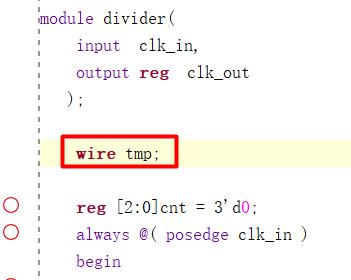 module divider(
input clk_in,
output reg clk_out
);
wire tmp;
reg [2:0]cnt = 3'd0;
always @( posedge clk_in )
begin